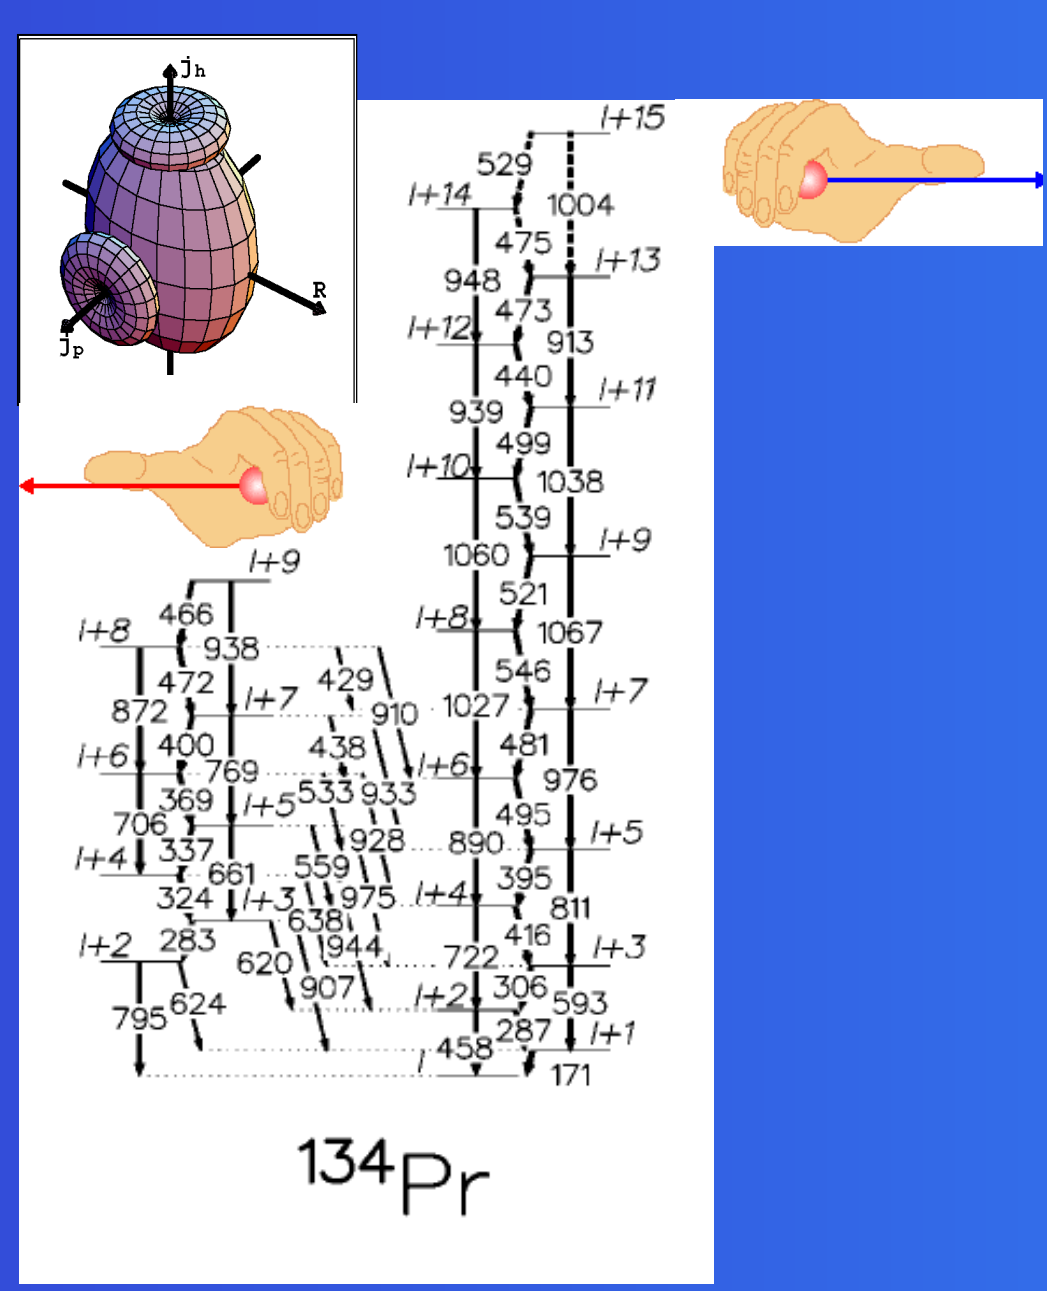 jh
R
jp
I+15
529
I+14
1004
475
I+13
948
473
I+12
913
440
I+11
939
499
I+10
1038
539
I+9
1060
521
I+8
1067
546
I+7
1027
481
I+6
976
495
I+5
890
395
I+4
811
416
I+3
722
306
I+2
593
287
I+1
458
I
171
I+9
466
I+8
938
472
I+7
872
400
I+6
769
369
I+5
706
337
I+4
661
324
I+3
283
I+2
795
624
429
910
438
533
933
928
559
975
638
944
620
907
134Pr